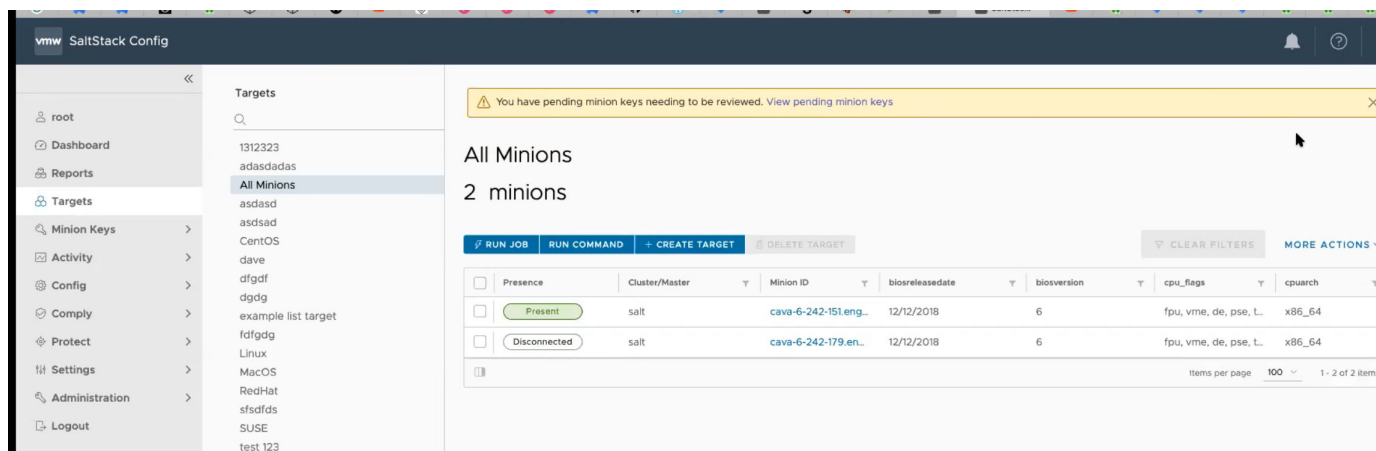 vmw SaltStack Config
root
Dashboard
Reports
Targets
Minion Keys
Activity
Config
Comply
Protect
Settings
Administration
Logout
Targets
1312323
adasdadas
All Minions
asdasd
asdsad
CentOS
dave
dfgdf
dgdg
example list target
fdfgdg
Linux
MacOS
RedHat
sfsdfds
SUSE
test 123
You have pending minion keys needing to be reviewed. View pending minion keys
All Minions
2 minions
RUN JOB RUN COMMAND + CREATE TARGET DELETE TARGET CLEAR FILTERS MORE ACTIONS
Presence Cluster/Master Minion ID biosreleasedate biosversion cpu_flags cpuarch
Present salt cava-6-242-151.eng... 12/12/2018 6 fpu, vme, de, pse, t... x86_64
Disconnected salt cava-6-242-179.en... 12/12/2018 6 fpu, vme, de, pse, t... x86_64
Items per page 100 1 - 2 of 2 item